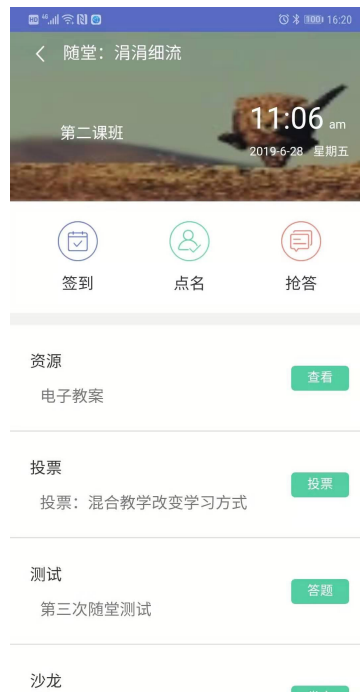 HD 46 100 16:20
随堂：涓涓细流
第二课班
11:06 am
2019-6-28 星期五
签到 点名 抢答
资源
电子教案
查看
投票
投票：混合教学改变学习方式
投票
测试
第三次随堂测试
答题
沙龙